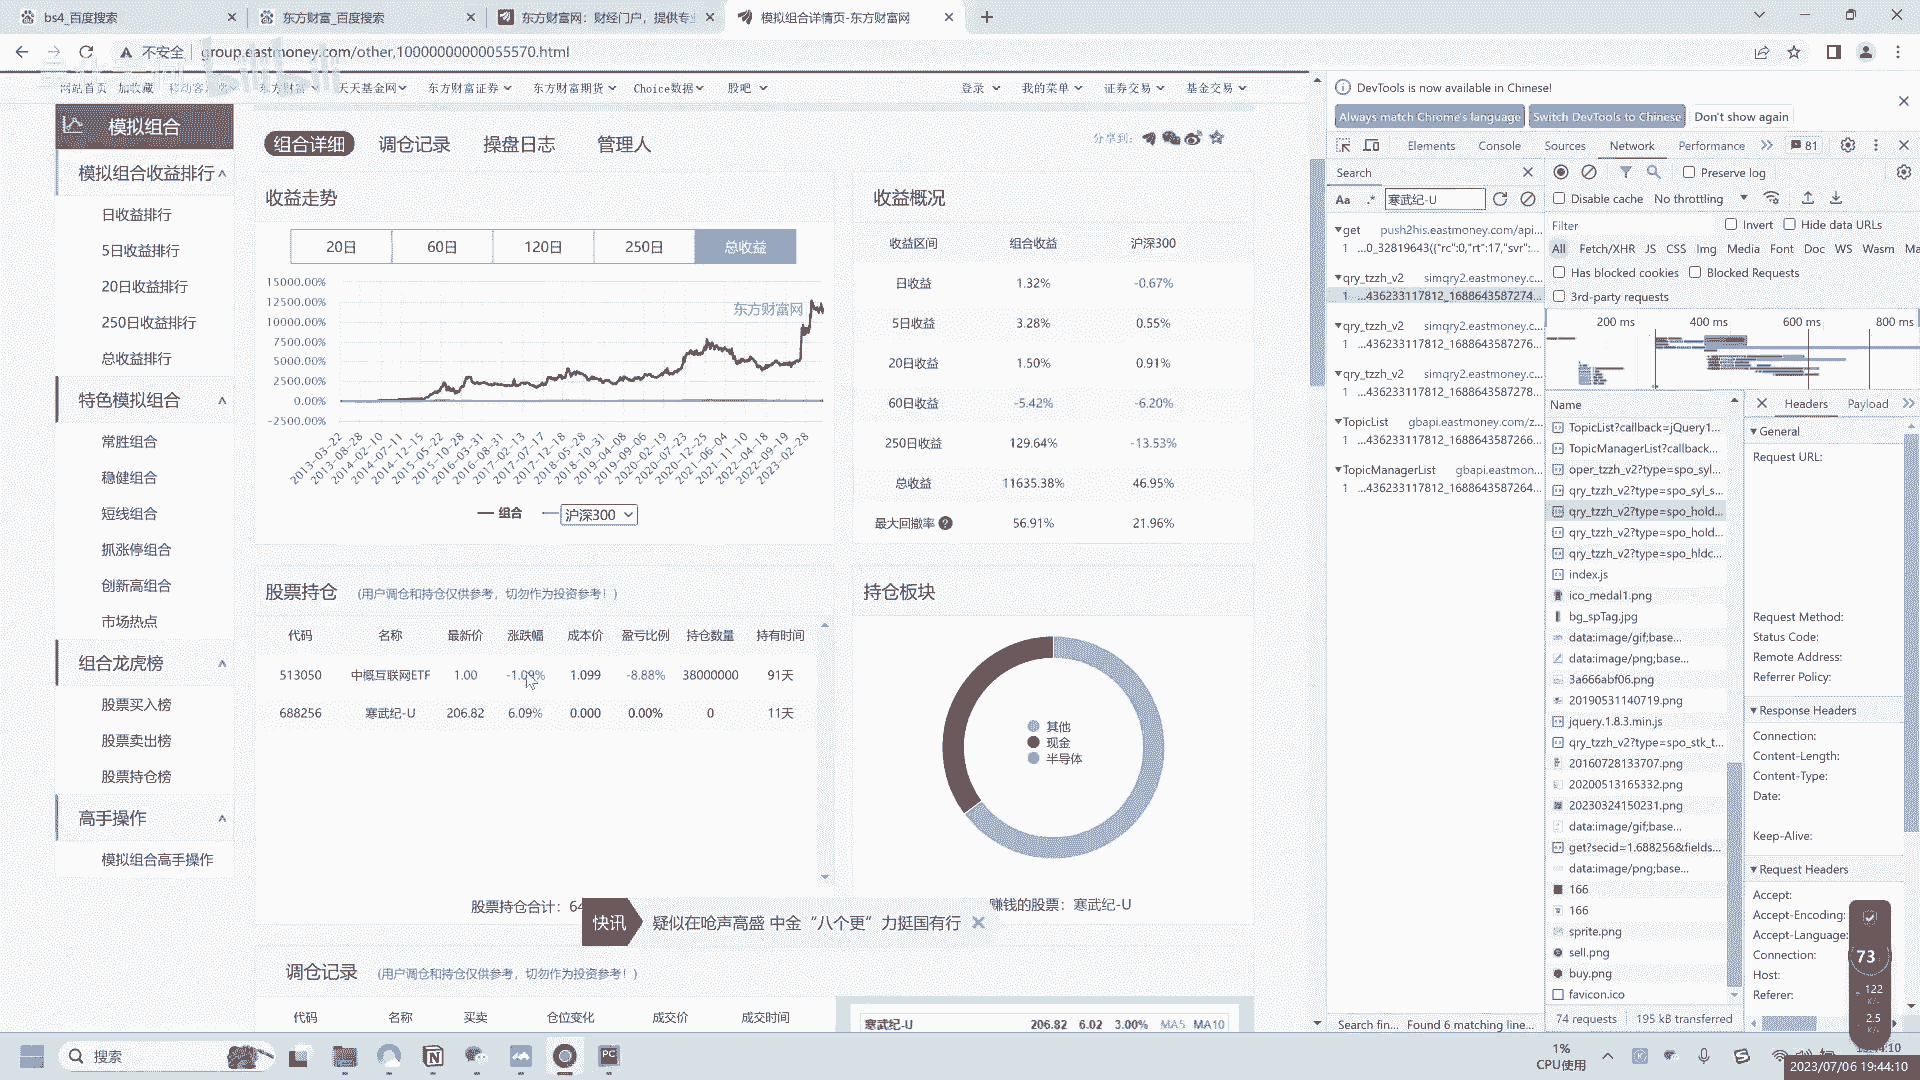 bs4_百度搜索
东方财富_百度搜索
东方财富网：财经门户，提供专业
模拟组合详情页-东方财富网
不安全
group.eastmoney.com/other,10000000000055570.html
网站首页 加收藏 移动客户端 东方财富 天天基金网 东方财富证券 东方财富期货 Choice数据 股吧 登录 我的菜单 证券交易 基金交易
模拟组合
模拟组合收益排行
日收益排行
5日收益排行
20日收益排行
250日收益排行
总收益排行
特色模拟组合
常胜组合
稳健组合
短线组合
抓涨停组合
创新高组合
市场热点
组合龙虎榜
股票买入榜
股票卖出榜
股票持仓榜
高手操作
模拟组合高手操作
组合详细 调仓记录 操盘日志 管理人
分享到：
收益走势
20日 60日 120日 250日 总收益
15000.00%
12500.00%
10000.00%
7500.00%
5000.00%
2500.00%
0.00%
-2500.00%
东方财富网
2013-03-22 2013-08-28 2014-02-10 2014-07-11 2014-12-15 2015-05-22 2015-10-28 2016-03-31 2016-08-31 2017-02-13 2017-07-17 2017-12-18 2018-05-28 2018-10-31 2019-04-08 2019-09-06 2020-02-19 2020-07-23 2020-12-25 2021-06-04 2021-11-10 2022-04-18 2022-09-19 2023-02-28
组合 沪深300
收益概况
收益区间 组合收益 沪深300
日收益 1.32% -0.67%
5日收益 3.28% 0.55%
20日收益 1.50% 0.91%
60日收益 -5.42% -6.20%
250日收益 129.64% -13.53%
总收益 11635.38% 46.95%
最大回撤率 56.91% 21.96%
股票持仓 (用户调仓和持仓仅供参考，切勿作为投资参考！)
代码 名称 最新价 涨跌幅 成本价 盈亏比例 持仓数量 持有时间
513050 中概互联网ETF 1.00 -1.09% 1.099 -8.88% 38000000 91天
688256 寒武纪-U 206.82 6.09% 0.000 0.00% 0 11天
股票持仓合计：64
持仓板块
其他
现金
半导体
赚钱的股票：寒武纪-U
快讯
疑似在呛声高盛 中金“八个更”力挺国有行
调仓记录 (用户调仓和持仓仅供参考，切勿作为投资参考！)
代码 名称 买卖 仓位变化 成交价 成交时间
寒武纪-U 206.82 6.02 3.00% MA5 MA10
DevTools is now available in Chinese!
Always match Chrome's language
Switch DevTools to Chinese
Don't show again
Elements Console Sources Network Performance
81
Search
Aa .* 寒武纪-U
get push2his.eastmoney.com/api...
1 ...0_32819643({"rc":0,"rt":17,"svr":...
qry_tzzh_v2 simqry2.eastmoney.c...
1 ...436233117812_1688643587274...
qry_tzzh_v2 simqry2.eastmoney.c...
1 ...436233117812_1688643587276...
qry_tzzh_v2 simqry2.eastmoney.c...
1 ...436233117812_1688643587278...
TopicList gbapi.eastmoney.com/z...
1 ...436233117812_1688643587266...
TopicManagerList gbapi.eastmon...
1 ...436233117812_1688643587264...
Search fin... Found 6 matching line...
Preserve log
Disable cache No throttling
Filter
Invert Hide data URLs
All Fetch/XHR JS CSS Img Media Font Doc WS Wasm Ma
Has blocked cookies Blocked Requests
3rd-party requests
200 ms 400 ms 600 ms 800 ms
Name
TopicList?callback=jQuery1...
TopicManagerList?callback...
oper_tzzh_v2?type=spo_syl...
qry_tzzh_v2?type=spo_syl_s...
qry_tzzh_v2?type=spo_hold...
qry_tzzh_v2?type=spo_hold...
qry_tzzh_v2?type=spo_hldc...
index.js
ico_medal1.png
bg_spTag.jpg
data:image/gif;base...
data:image/png;base...
3a666abf06.png
20190531140719.png
jquery.1.8.3.min.js
qry_tzzh_v2?type=spo_stk_t...
20160728133707.png
20200513165332.png
20230324150231.png
data:image/gif;base...
get?secid=1.688256&fields...
data:image/png;base...
166
166
sprite.png
sell.png
buy.png
favicon.ico
74 requests 195 kB transferred
Headers Payload
General
Request URL:
Request Method:
Status Code:
Remote Address:
Referrer Policy:
Response Headers
Connection:
Content-Length:
Content-Type:
Date:
Keep-Alive:
Request Headers
Accept:
Accept-Encoding:
Accept-Language:
Connection:
Host:
Referer:
73
122
K/s
2.5
K/s
搜索
1%
CPU使用
2023/07/06 19:44:10